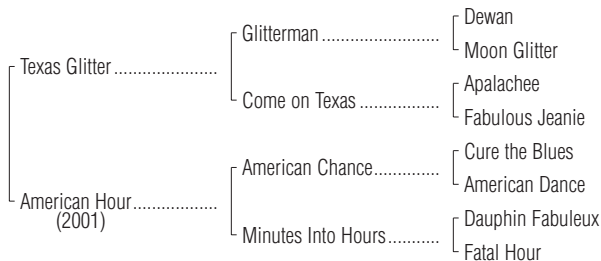 Dewan
Glitterman
Moon Glitter
Texas Glitter
Apalachee
Come on Texas
Fabulous Jeanie
Cure the Blues
American Chance
American Dance
American Hour
(2001)
Dauphin Fabuleux
Minutes Into Hours
Fatal Hour